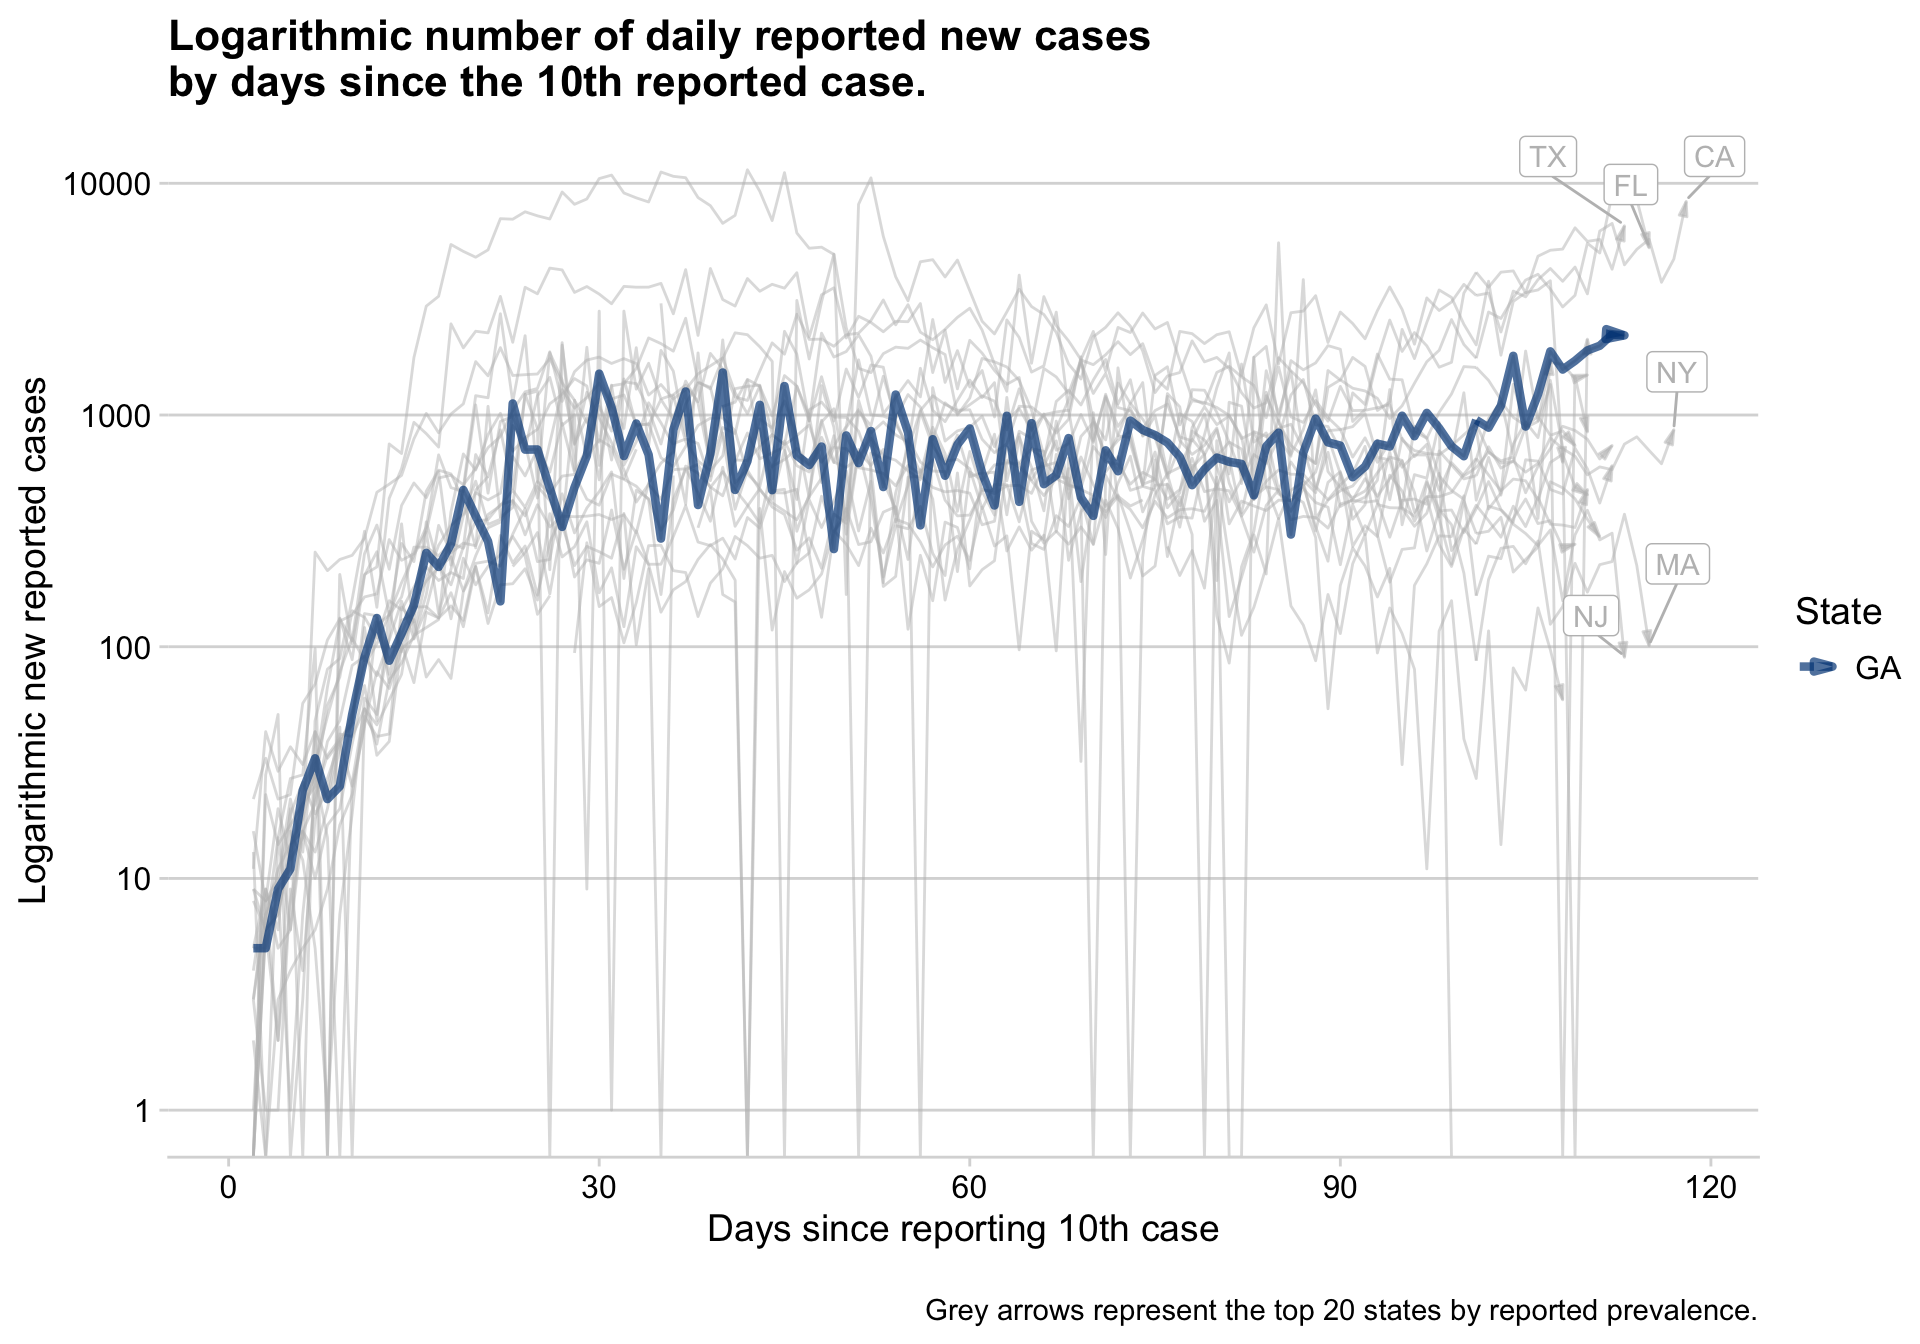 Logarithmic number of daily reported new cases
by days since the 10th reported case.
Logarithmic new reported cases
10000
1000
100
10
1
TX
FL
CA
NY
MA
NJ
State
GA
0
30
60
90
120
Days since reporting 10th case
Grey arrows represent the top 20 states by reported prevalence.